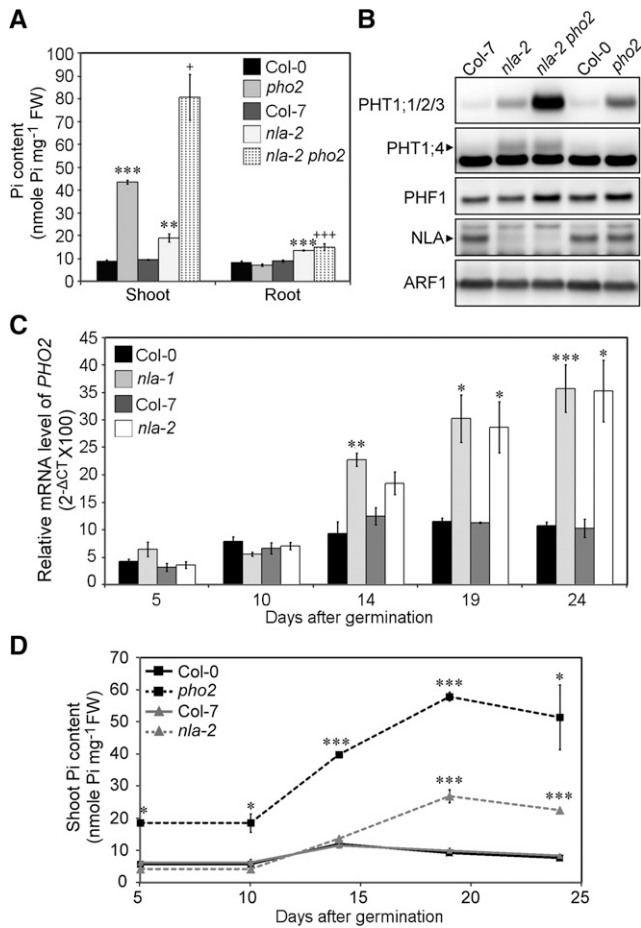 A
Pi content
(nmole Pi mg⁻¹ FW)
100
90
80
70
60
50
40
30
20
10
0
Col-0
pho2
Col-7
nla-2
nla-2 pho2
***
**
+
***
+++
Shoot
Root
B
Col-7
nla-2
nla-2 pho2
Col-0
pho2
PHT1;1/2/3
PHT1;4
PHF1
NLA
ARF1
C
Relative mRNA level of PHO2
(2^-ΔCT X100)
45
40
35
30
25
20
15
10
5
0
Col-0
nla-1
Col-7
nla-2
**
*
*
***
*
5
10
14
19
24
Days after germination
D
Shoot Pi content
(nmole Pi mg⁻¹FW)
70
60
50
40
30
20
10
0
Col-0
pho2
Col-7
nla-2
*
*
***
***
*
***
***
5
10
15
20
25
Days after germination